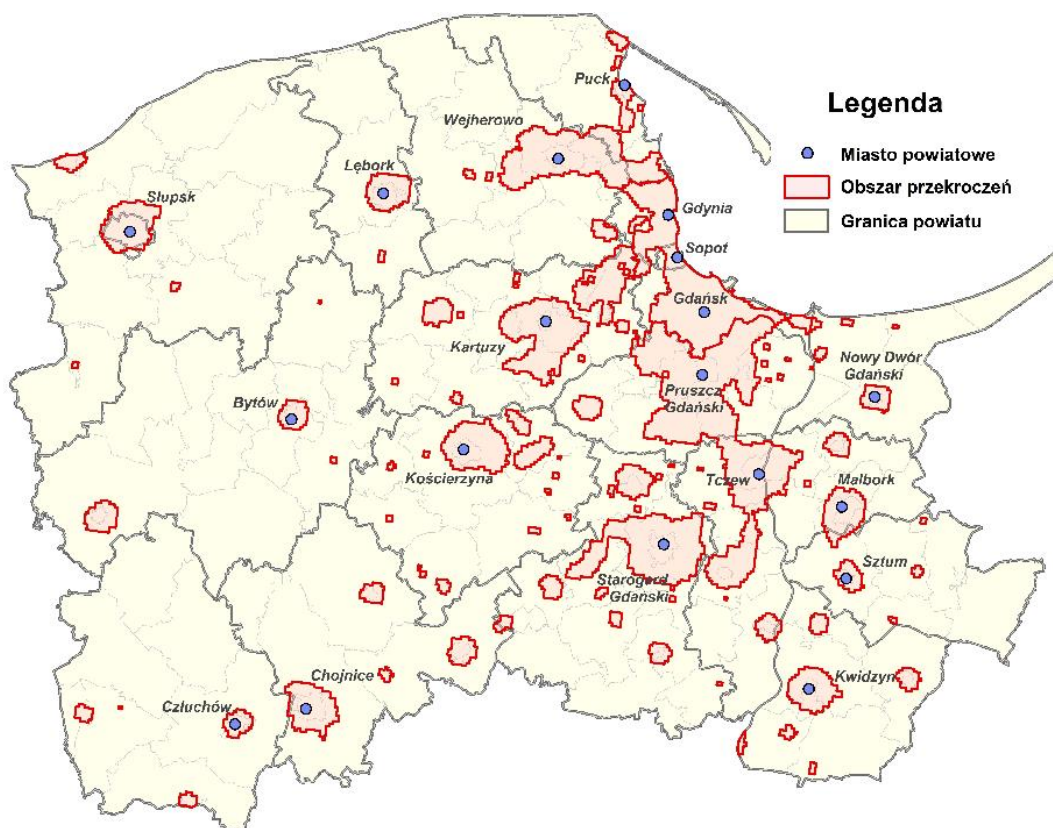 Puck
Legenda
Wejherowo
Miasto powiatowe
Lębork
Obszar przekroczeń
Słupsk
Gdynia
Granica powiatu
Sopot
Gdańsk
Kartuzy
Nowy Dwór
Gdański
Bytów
Pruszcz
Gdański
Kościerzyna
Tczew
Malbork
Sztum
Starogard
Gdański
Chojnice
Kwidzyn
Człuchów